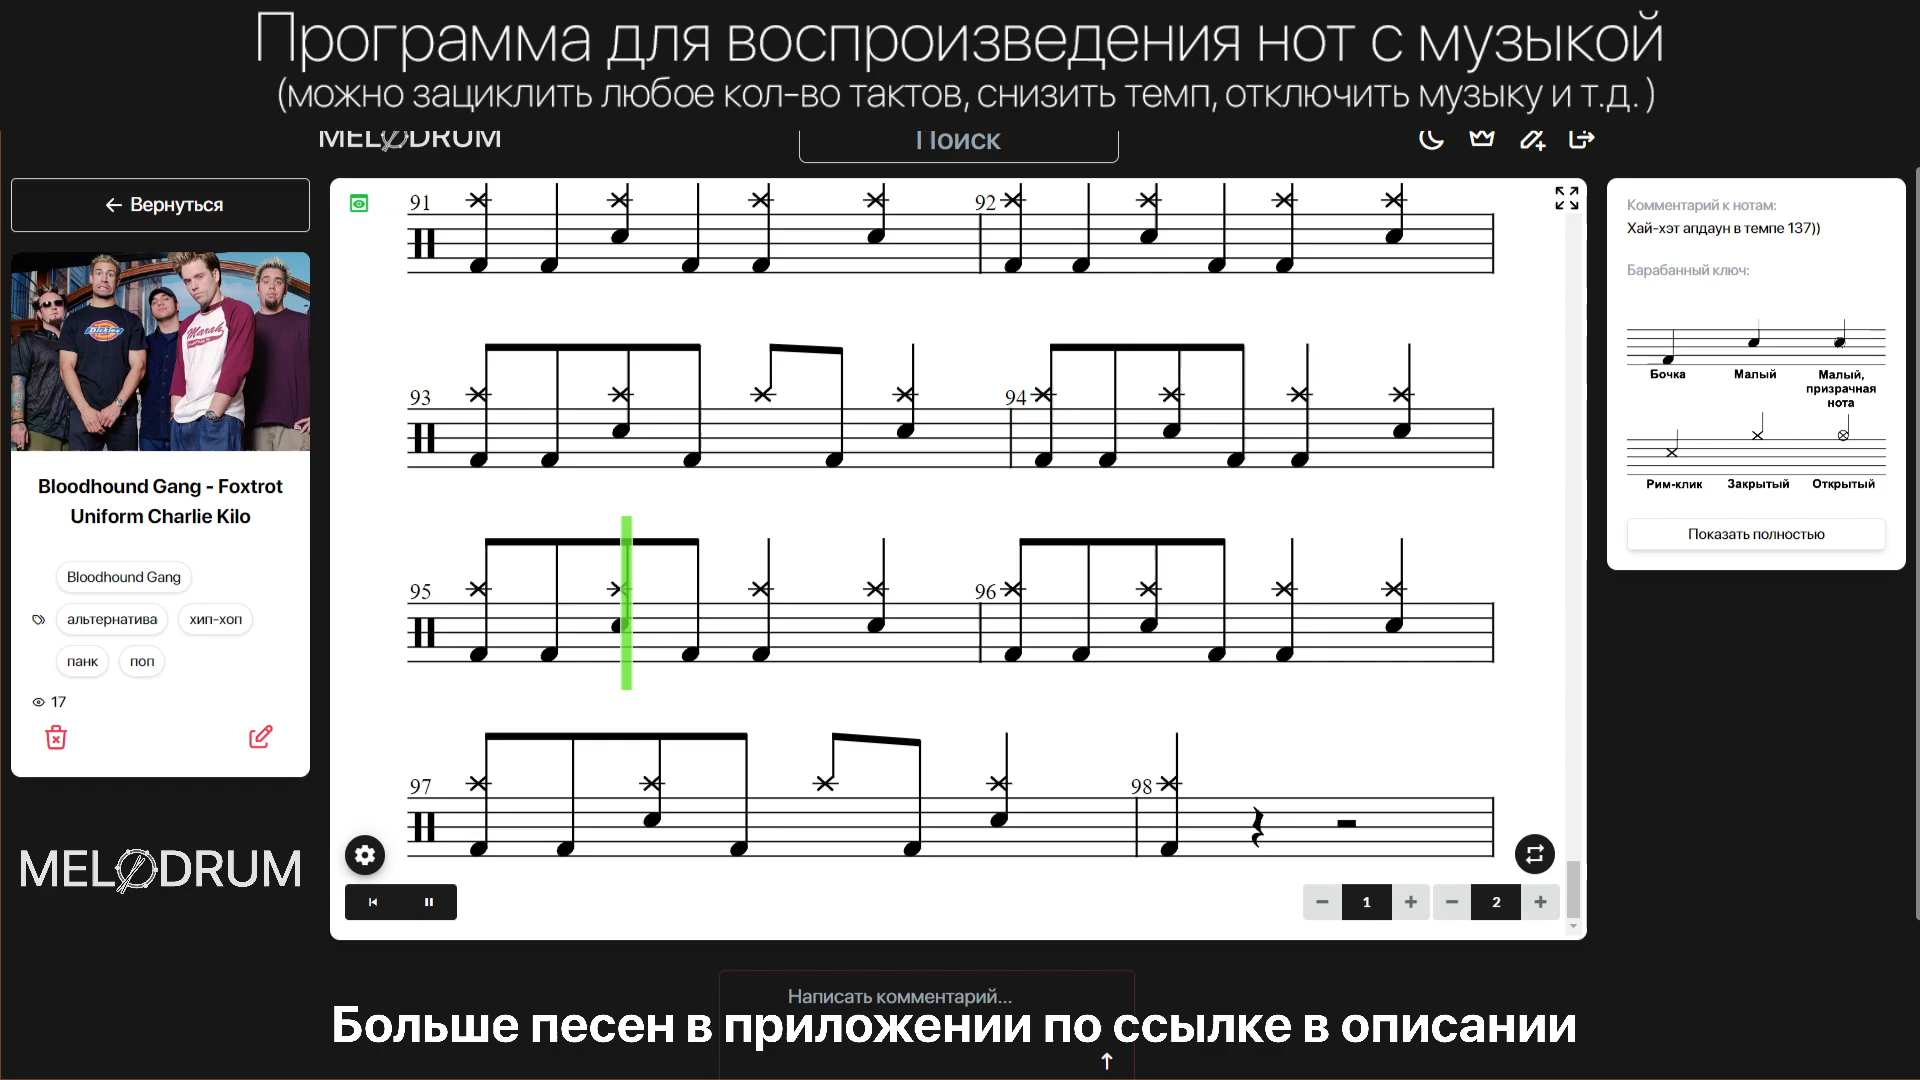 Программа для воспроизведения нот с музыкой
(можно зациклить любое кол-во тактов, снизить темп, отключить музыку и т.д. )
MELODRUM
Поиск
Вернуться
Bloodhound Gang - Foxtrot
Uniform Charlie Kilo
Bloodhound Gang
альтернатива
хип-хоп
панк
поп
17
MELODRUM
91
92
93
94
95
96
97
98
1
2
Комментарий к нотам:
Хай-хэт апдаун в темпе 137))
Барабанный ключ:
Бочка
Малый
Малый,
призрачная
нота
Рим-клик
Закрытый
Открытый
Показать полностью
Написать комментарий...
Больше песен в приложении по ссылке в описании
Dickies
Marah